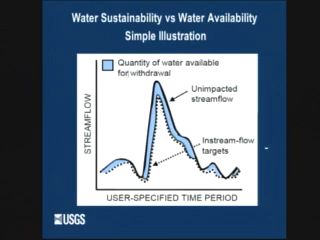 Water Sustainability vs Water Availability
Simple Illustration
Quantity of water available
for withdrawal
Unimpacted
streamflow
Instream-flow
targets
STREAMFLOW
USER-SPECIFIED TIME PERIOD
USGS